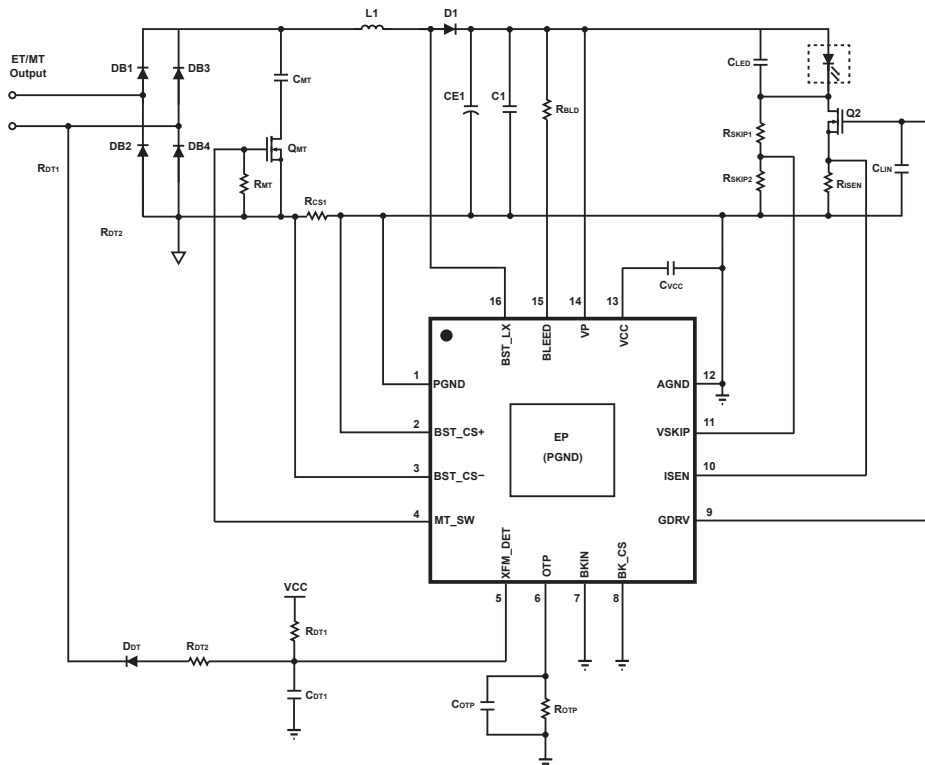 L1
D1
ET/MT
Output
DB1
DB3
CMT
CE1
C1
RBLD
CLED
Q2
RSKIP1
DB2
DB4
QMT
RDT1
RMT
RSKIP2
RISEN
CLIN
RCS1
RDT2
CVCC
16
15
14
13
BST_LX
BLEED
VP
VCC
1
PGND
AGND
12
2
BST_CS+
EP
(PGND)
VSKIP
11
3
BST_CS−
ISEN
10
4
MT_SW
GDRV
9
XFM_DET
OTP
BKIN
BK_CS
5
6
7
8
VCC
RDT1
DDT
RDT2
CDT1
COTP
ROTP